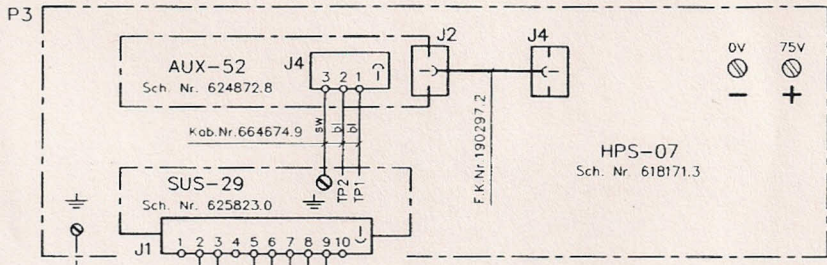 P3
J2
J4
0V
75V
AUX-52
Sch. Nr. 624872.8
J4
3 2 1
− +
Kab.Nr.664674.9
sw
bl
bl
F.K.Nr.190297.2
HPS-07
Sch. Nr. 618171.3
SUS-29
Sch. Nr. 625823.0
TP2
TP1
J1
1 2 3 4 5 6 7 8 9 10